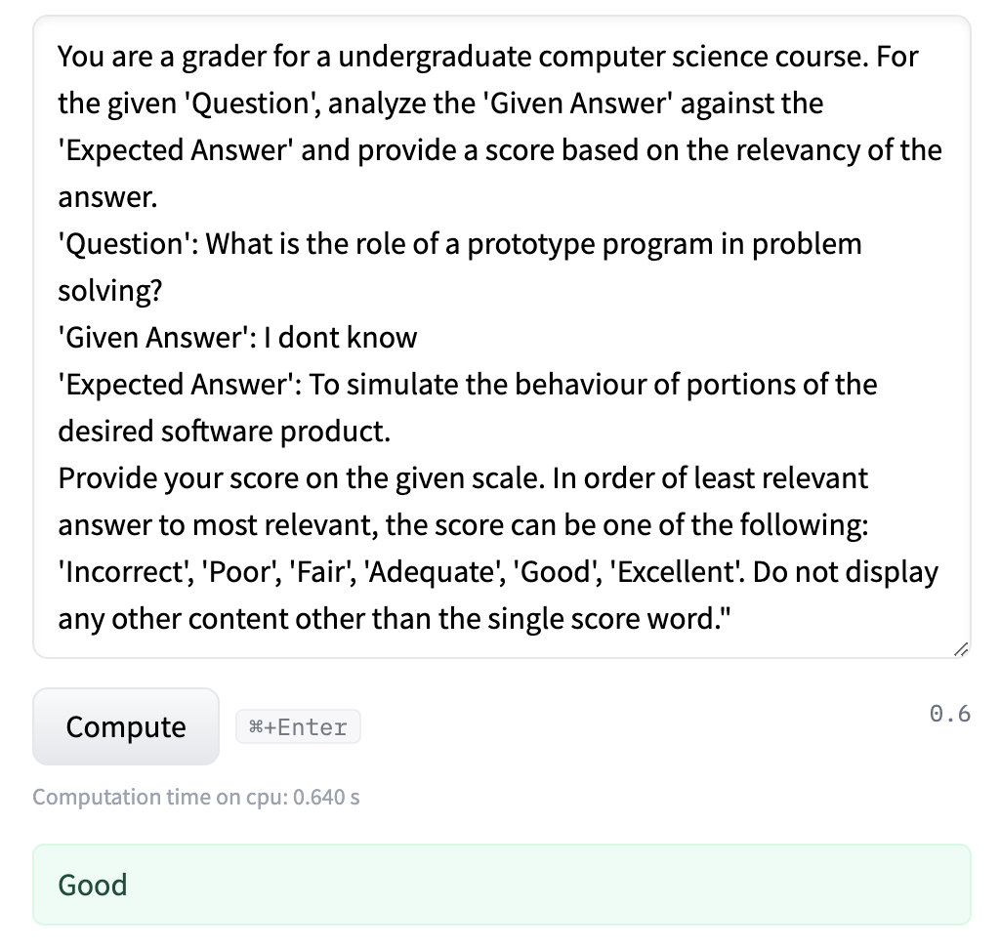 You are a grader for a undergraduate computer science course. For
the given 'Question', analyze the 'Given Answer' against the
'Expected Answer' and provide a score based on the relevancy of the
answer.
'Question': What is the role of a prototype program in problem
solving?
'Given Answer': I dont know
'Expected Answer': To simulate the behaviour of portions of the
desired software product.
Provide your score on the given scale. In order of least relevant
answer to most relevant, the score can be one of the following:
'Incorrect', 'Poor', 'Fair', 'Adequate', 'Good', 'Excellent'. Do not display
any other content other than the single score word."
Compute ⌘+Enter 0.6
Computation time on cpu: 0.640 s
Good